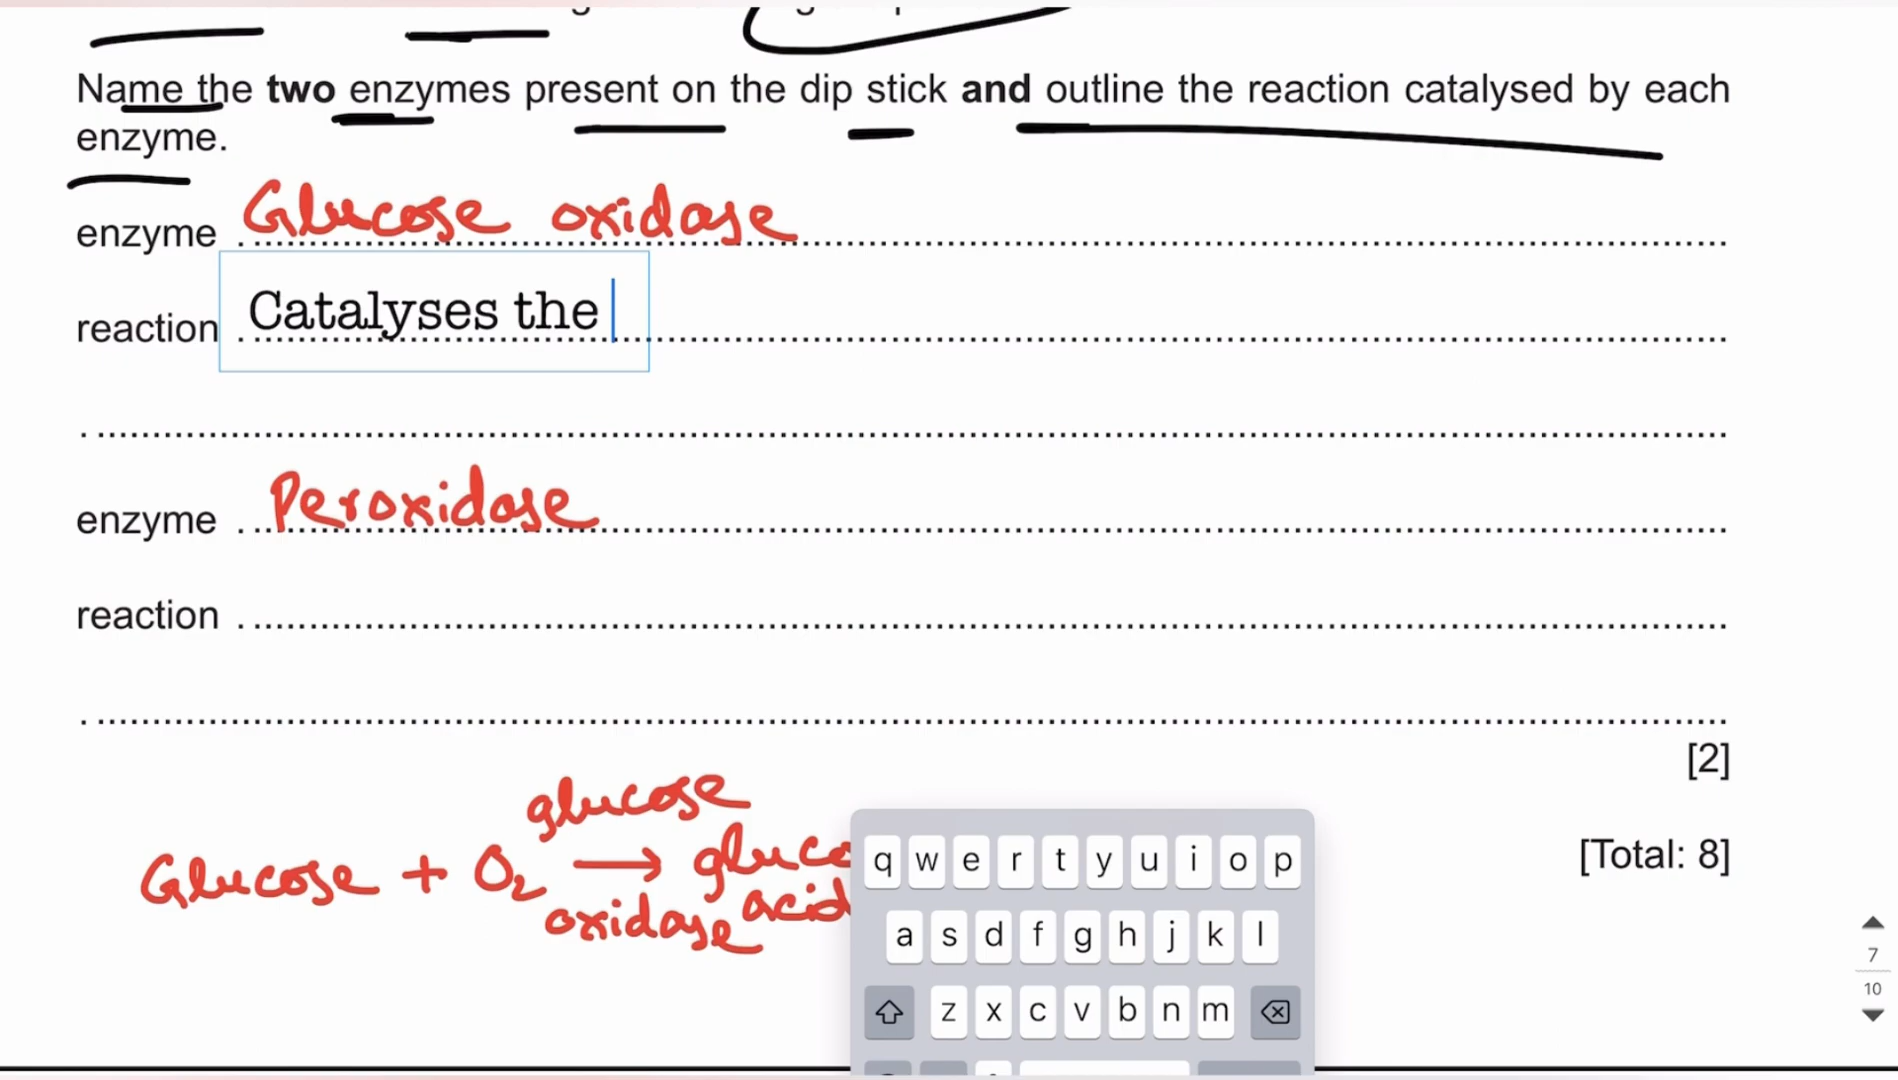 Name the two enzymes present on the dip stick and outline the reaction catalysed by each
enzyme.
enzyme Glucose oxidase
reaction Catalyses the
enzyme Peroxidase
reaction
[2]
glucose
Glucose + O2 → 
oxidase acid
[Total: 8]
q w e r t y u i o p
a s d f g h j k l
z x c v b n m
7
10